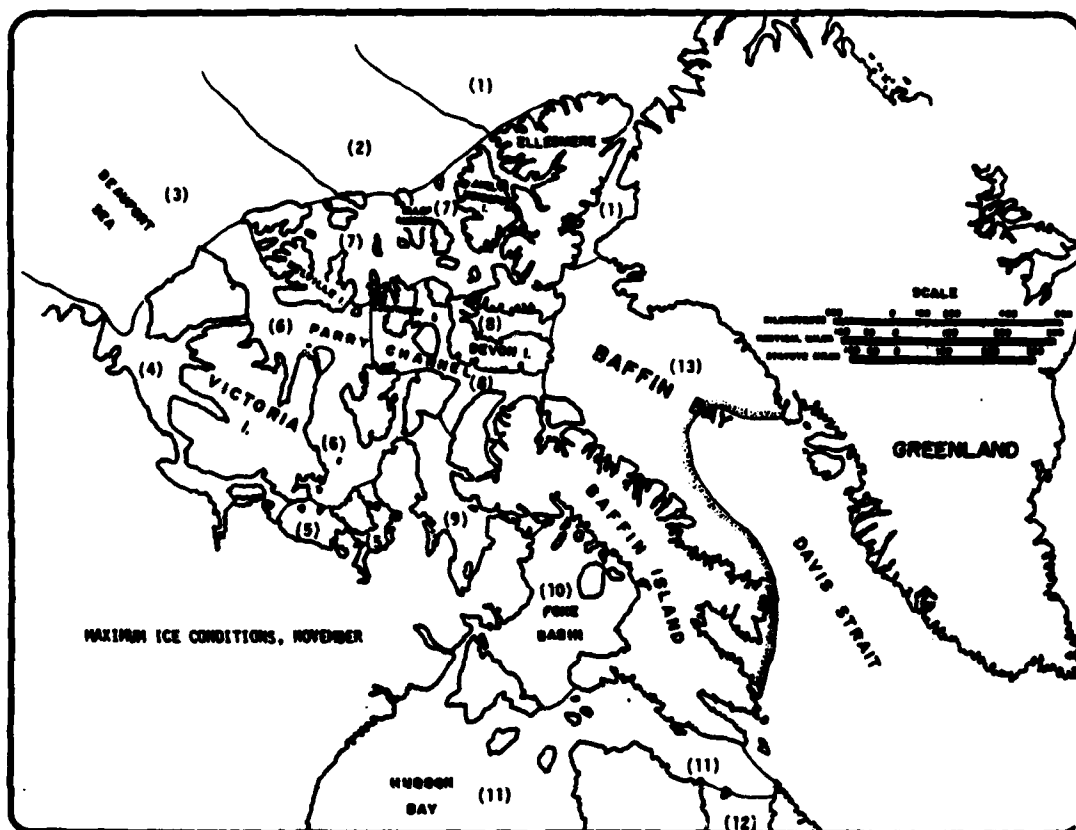 (1)
(2)
ELLESMERE
(3)
BEAUFORT
SEA
(7)
I.
(1)
(7)
SCALE
(6)
PARRY CHANNEL
(8)
DEVON I.
BAFFIN BAY
(13)
(4)
VICTORIA
I.
(8)
(6)
GREENLAND
(5)
(9)
BAFFIN ISLAND
DAVIS STRAIT
(10)
FOXE
BASIN
MAXIMUM ICE CONDITIONS, NOVEMBER
HUDSON
BAY
(11)
(11)
(12)